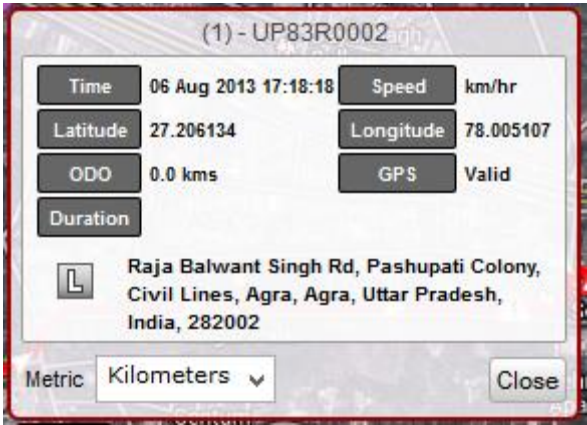 (1) - UP83R0002
Time 06 Aug 2013 17:18:18 Speed km/hr
Latitude 27.206134 Longitude 78.005107
ODO 0.0 kms GPS Valid
Duration
L Raja Balwant Singh Rd, Pashupati Colony,
Civil Lines, Agra, Agra, Uttar Pradesh,
India, 282002
Metric Kilometers Close